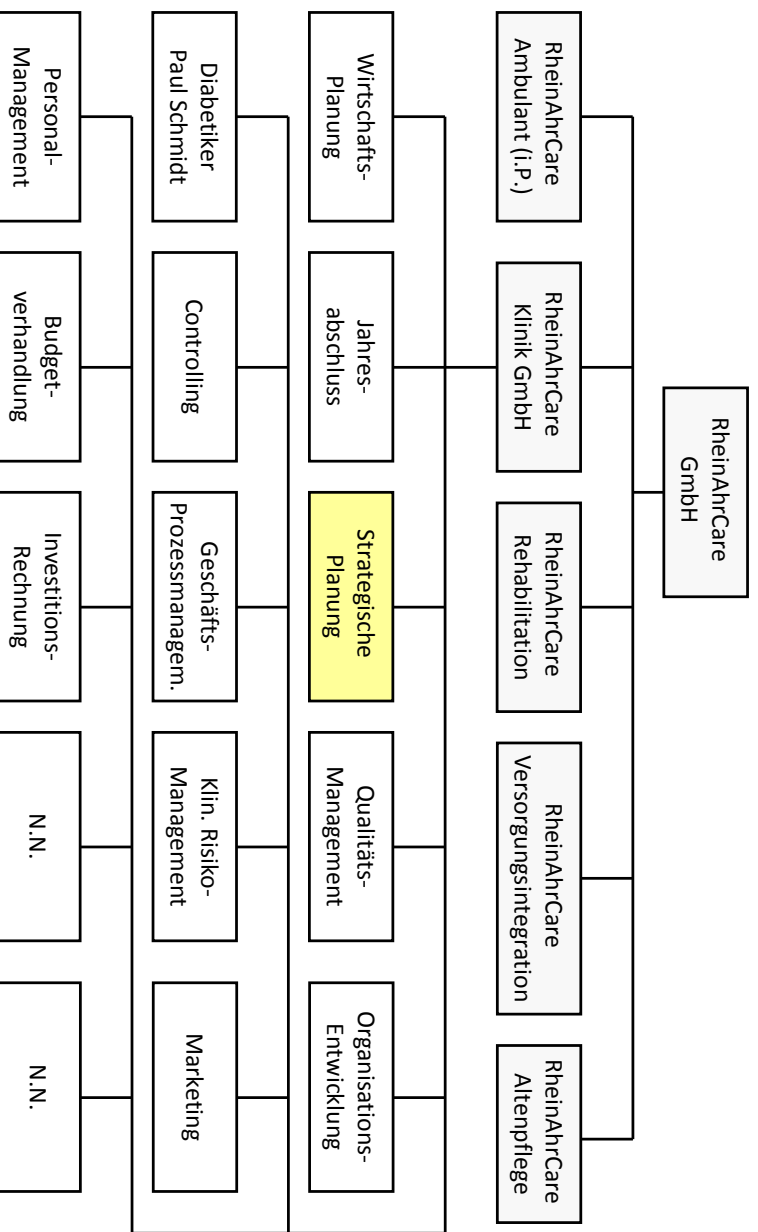 RheinAhrCare
GmbH
RheinAhrCare
Ambulant (i.P.)
RheinAhrCare
Klinik GmbH
RheinAhrCare
Rehabilitation
RheinAhrCare
Versorgungsintegration
RheinAhrCare
Altenpflege
Wirtschafts-
Planung
Jahres-
abschluss
Strategische
Planung
Qualitäts-
Management
Organisations-
Entwicklung
Diabetiker
Paul Schmidt
Controlling
Geschäfts-
Prozessmanagem.
Klin. Risiko-
Management
Marketing
Personal-
Management
Budget-
verhandlung
Investitions-
Rechnung
N.N.
N.N.